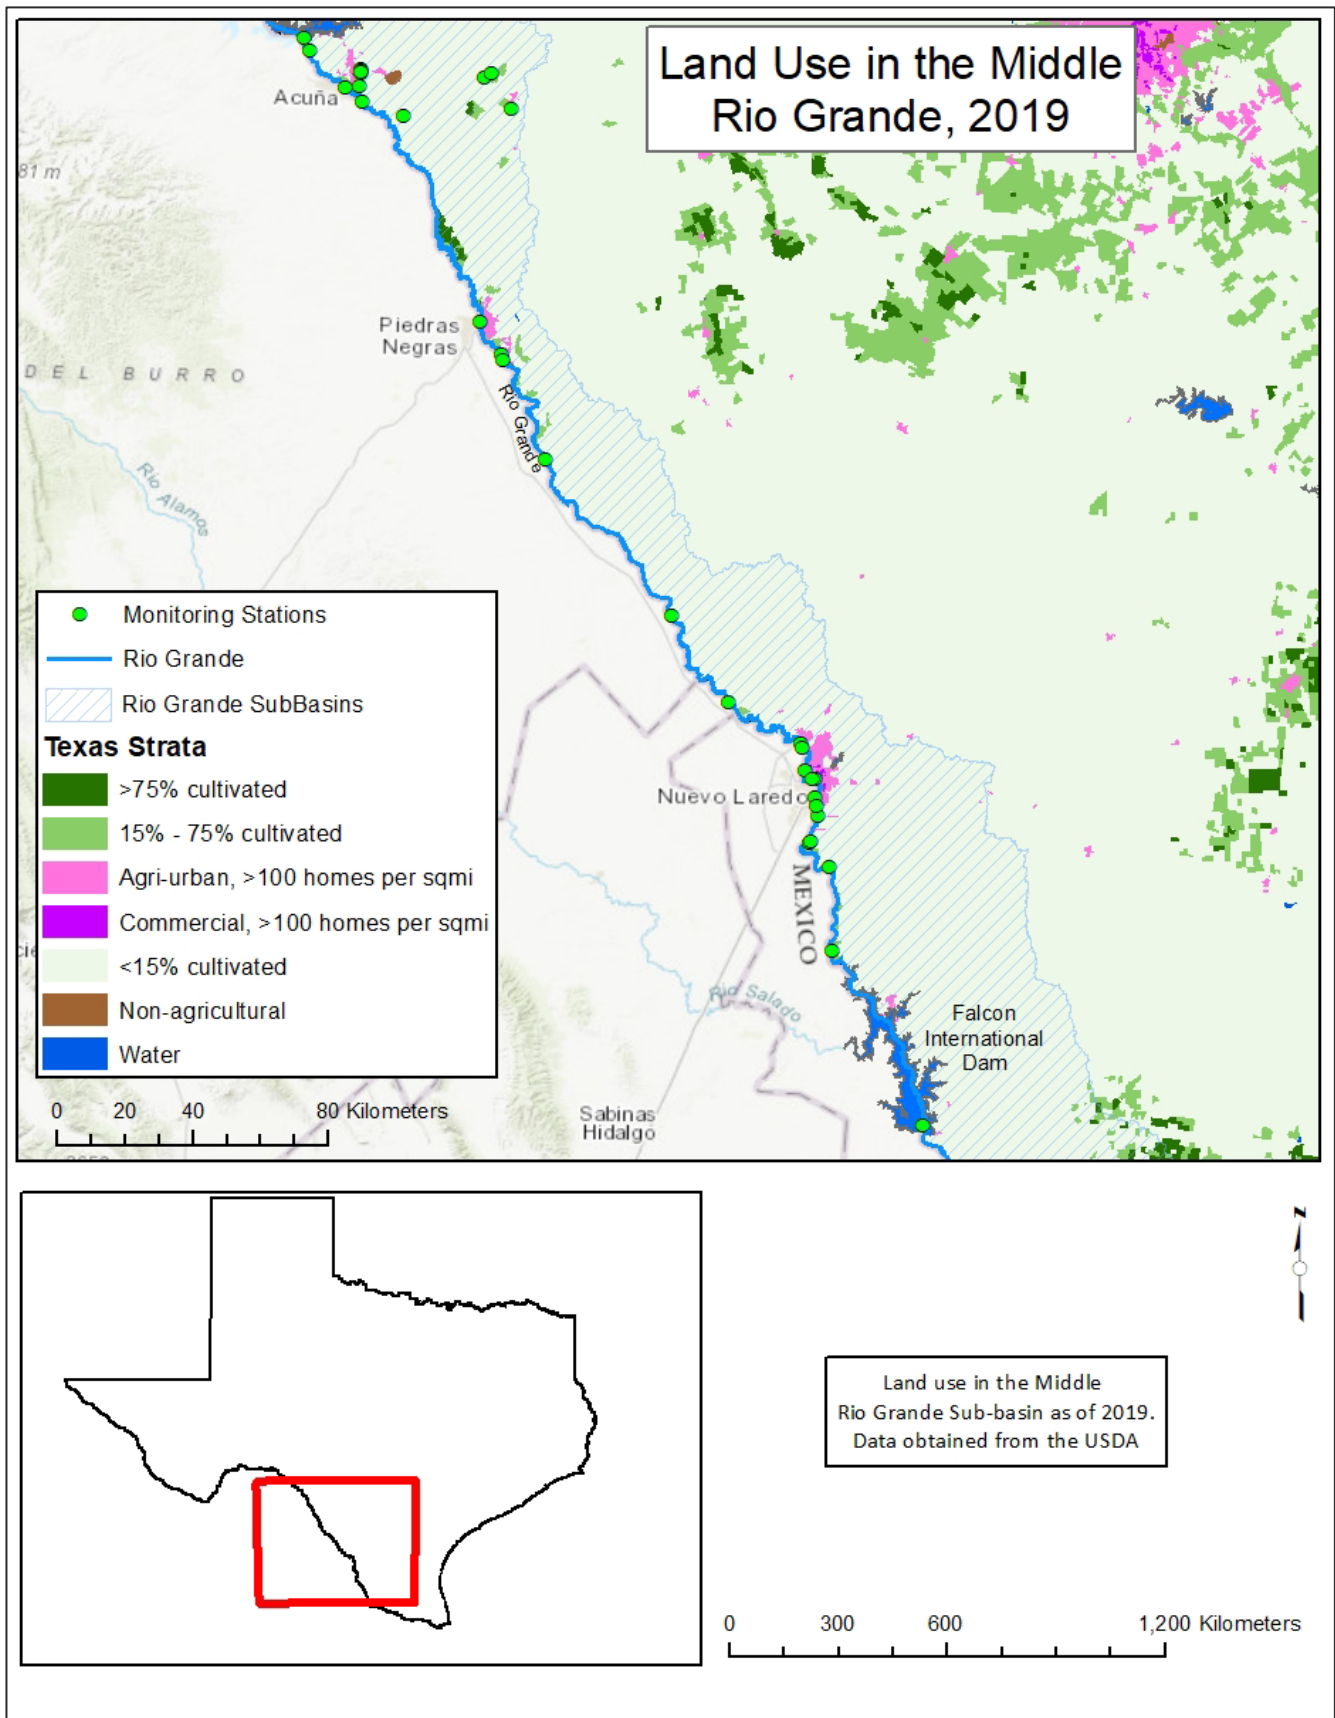 Land Use in the Middle
Rio Grande, 2019
Acuña
81 m
Piedras
Negras
DEL BURRO
Rio Grande
Rio Alamos
Monitoring Stations
Rio Grande
Rio Grande SubBasins
Texas Strata
>75% cultivated
15% - 75% cultivated
Agri-urban, >100 homes per sqmi
Commercial, >100 homes per sqmi
<15% cultivated
Non-agricultural
Water
Nuevo Laredo
MEXICO
Rio Salado
Falcon
International
Dam
Sabinas
Hidalgo
0 20 40 80 Kilometers
N
Land use in the Middle
Rio Grande Sub-basin as of 2019.
Data obtained from the USDA
0 300 600 1,200 Kilometers